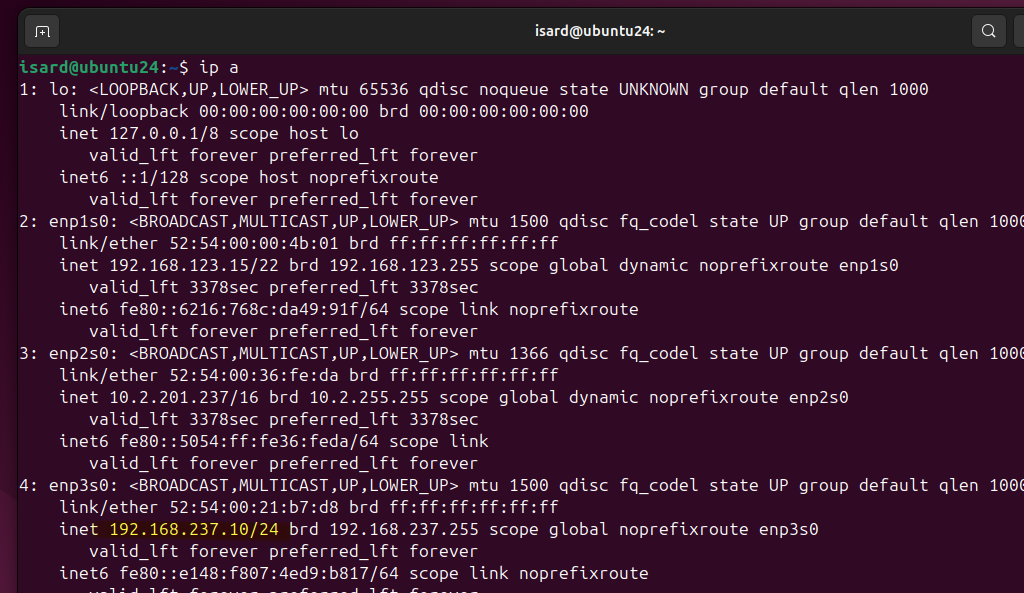 isard@ubuntu24: ~
isard@ubuntu24:~$ ip a
1: lo: <LOOPBACK,UP,LOWER_UP> mtu 65536 qdisc noqueue state UNKNOWN group default qlen 1000
link/loopback 00:00:00:00:00:00 brd 00:00:00:00:00:00
inet 127.0.0.1/8 scope host lo
valid_lft forever preferred_lft forever
inet6 ::1/128 scope host noprefixroute
valid_lft forever preferred_lft forever
2: enp1s0: <BROADCAST,MULTICAST,UP,LOWER_UP> mtu 1500 qdisc fq_codel state UP group default qlen 1000
link/ether 52:54:00:00:4b:01 brd ff:ff:ff:ff:ff:ff
inet 192.168.123.15/22 brd 192.168.123.255 scope global dynamic noprefixroute enp1s0
valid_lft 3378sec preferred_lft 3378sec
inet6 fe80::6216:768c:da49:91f/64 scope link noprefixroute
valid_lft forever preferred_lft forever
3: enp2s0: <BROADCAST,MULTICAST,UP,LOWER_UP> mtu 1366 qdisc fq_codel state UP group default qlen 1000
link/ether 52:54:00:36:fe:da brd ff:ff:ff:ff:ff:ff
inet 10.2.201.237/16 brd 10.2.255.255 scope global dynamic noprefixroute enp2s0
valid_lft 3378sec preferred_lft 3378sec
inet6 fe80::5054:ff:fe36:feda/64 scope link
valid_lft forever preferred_lft forever
4: enp3s0: <BROADCAST,MULTICAST,UP,LOWER_UP> mtu 1500 qdisc fq_codel state UP group default qlen 1000
link/ether 52:54:00:21:b7:d8 brd ff:ff:ff:ff:ff:ff
inet 192.168.237.10/24 brd 192.168.237.255 scope global noprefixroute enp3s0
valid_lft forever preferred_lft forever
inet6 fe80::e148:f807:4ed9:b817/64 scope link noprefixroute
valid_lft forever preferred_lft forever